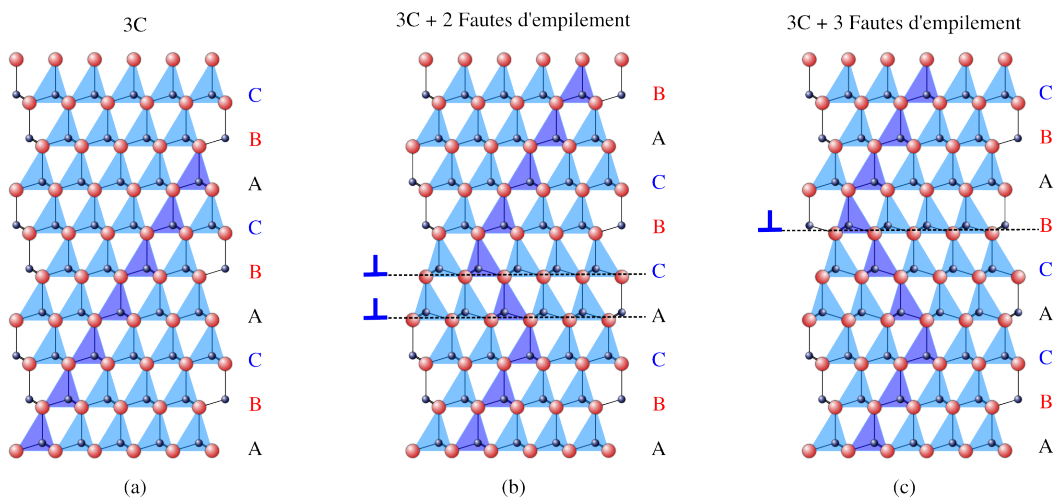 3C
3C + 2 Fautes d'empilement
3C + 3 Fautes d'empilement
C
B
A
C
B
A
C
B
A
B
A
C
B
C
A
C
B
A
C
B
A
B
C
A
C
B
A
(a)
(b)
(c)